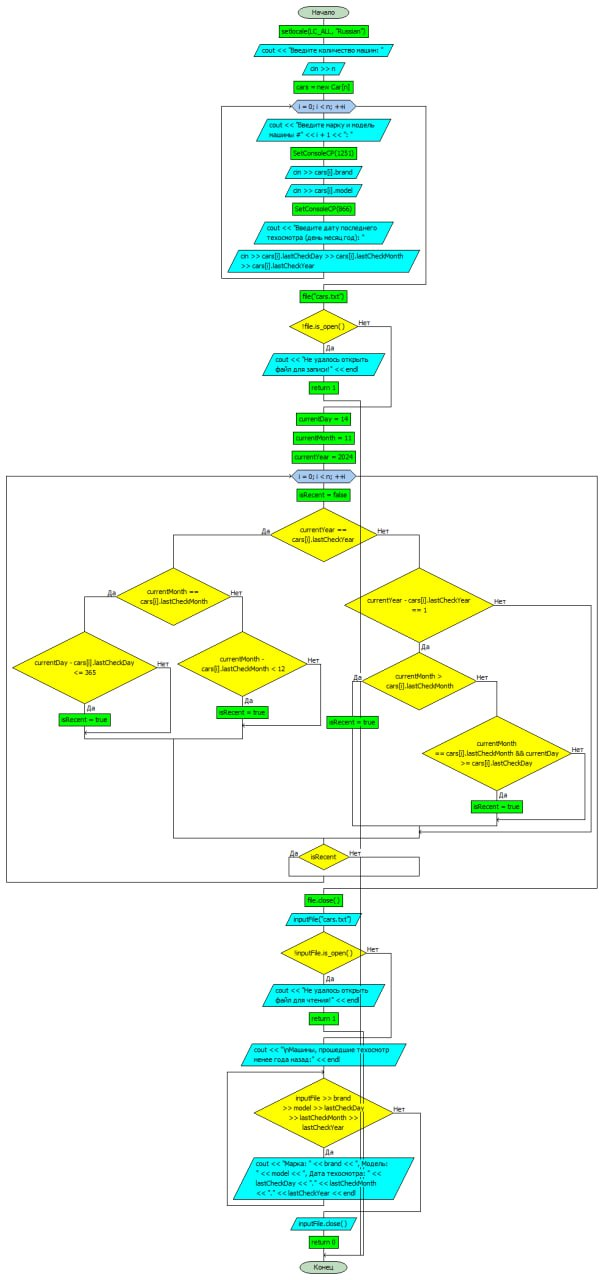 Начало
setlocale(LC_ALL, "Russian")
cout << "Введите количество машин: "
cin >> n
cars = new Car[n]
i = 0; i < n; ++i
cout << "Введите марку и модель
машины #" << i + 1 << ": "
SetConsoleCP(1251)
cin >> cars[i].brand
cin >> cars[i].model
SetConsoleCP(866)
cout << "Введите дату последнего
техосмотра (день месяц год): "
cin >> cars[i].lastCheckDay >> cars[i].lastCheckMonth
>> cars[i].lastCheckYear
file("cars.txt")
!file.is_open( )
Нет
Да
cout << "Не удалось открыть
файл для записи!" << endl
return 1
currentDay = 14
currentMonth = 11
currentYear = 2024
i = 0; i < n; ++i
isRecent = false
currentYear ==
cars[i].lastCheckYear
Да
Нет
currentMonth ==
cars[i].lastCheckMonth
Да
Нет
currentYear - cars[i].lastCheckYear
== 1
Нет
Да
currentDay - cars[i].lastCheckDay
<= 365
Нет
Да
isRecent = true
currentMonth -
cars[i].lastCheckMonth < 12
Нет
Да
isRecent = true
currentMonth >
cars[i].lastCheckMonth
Да
Нет
isRecent = true
currentMonth
== cars[i].lastCheckMonth && currentDay
>= cars[i].lastCheckDay
Нет
Да
isRecent = true
isRecent
Да
Нет
file.close( )
inputFile("cars.txt")
!inputFile.is_open( )
Нет
Да
cout << "Не удалось открыть
файл для чтения!" << endl
return 1
cout << "\nМашины, прошедшие техосмотр
менее года назад:" << endl
inputFile >> brand
>> model >> lastCheckDay
>> lastCheckMonth >>
lastCheckYear
Нет
Да
cout << "Марка: " << brand << ", Модель:
" << model << ", Дата техосмотра: " <<
lastCheckDay << "." << lastCheckMonth
<< "." << lastCheckYear << endl
inputFile.close( )
return 0
Конец